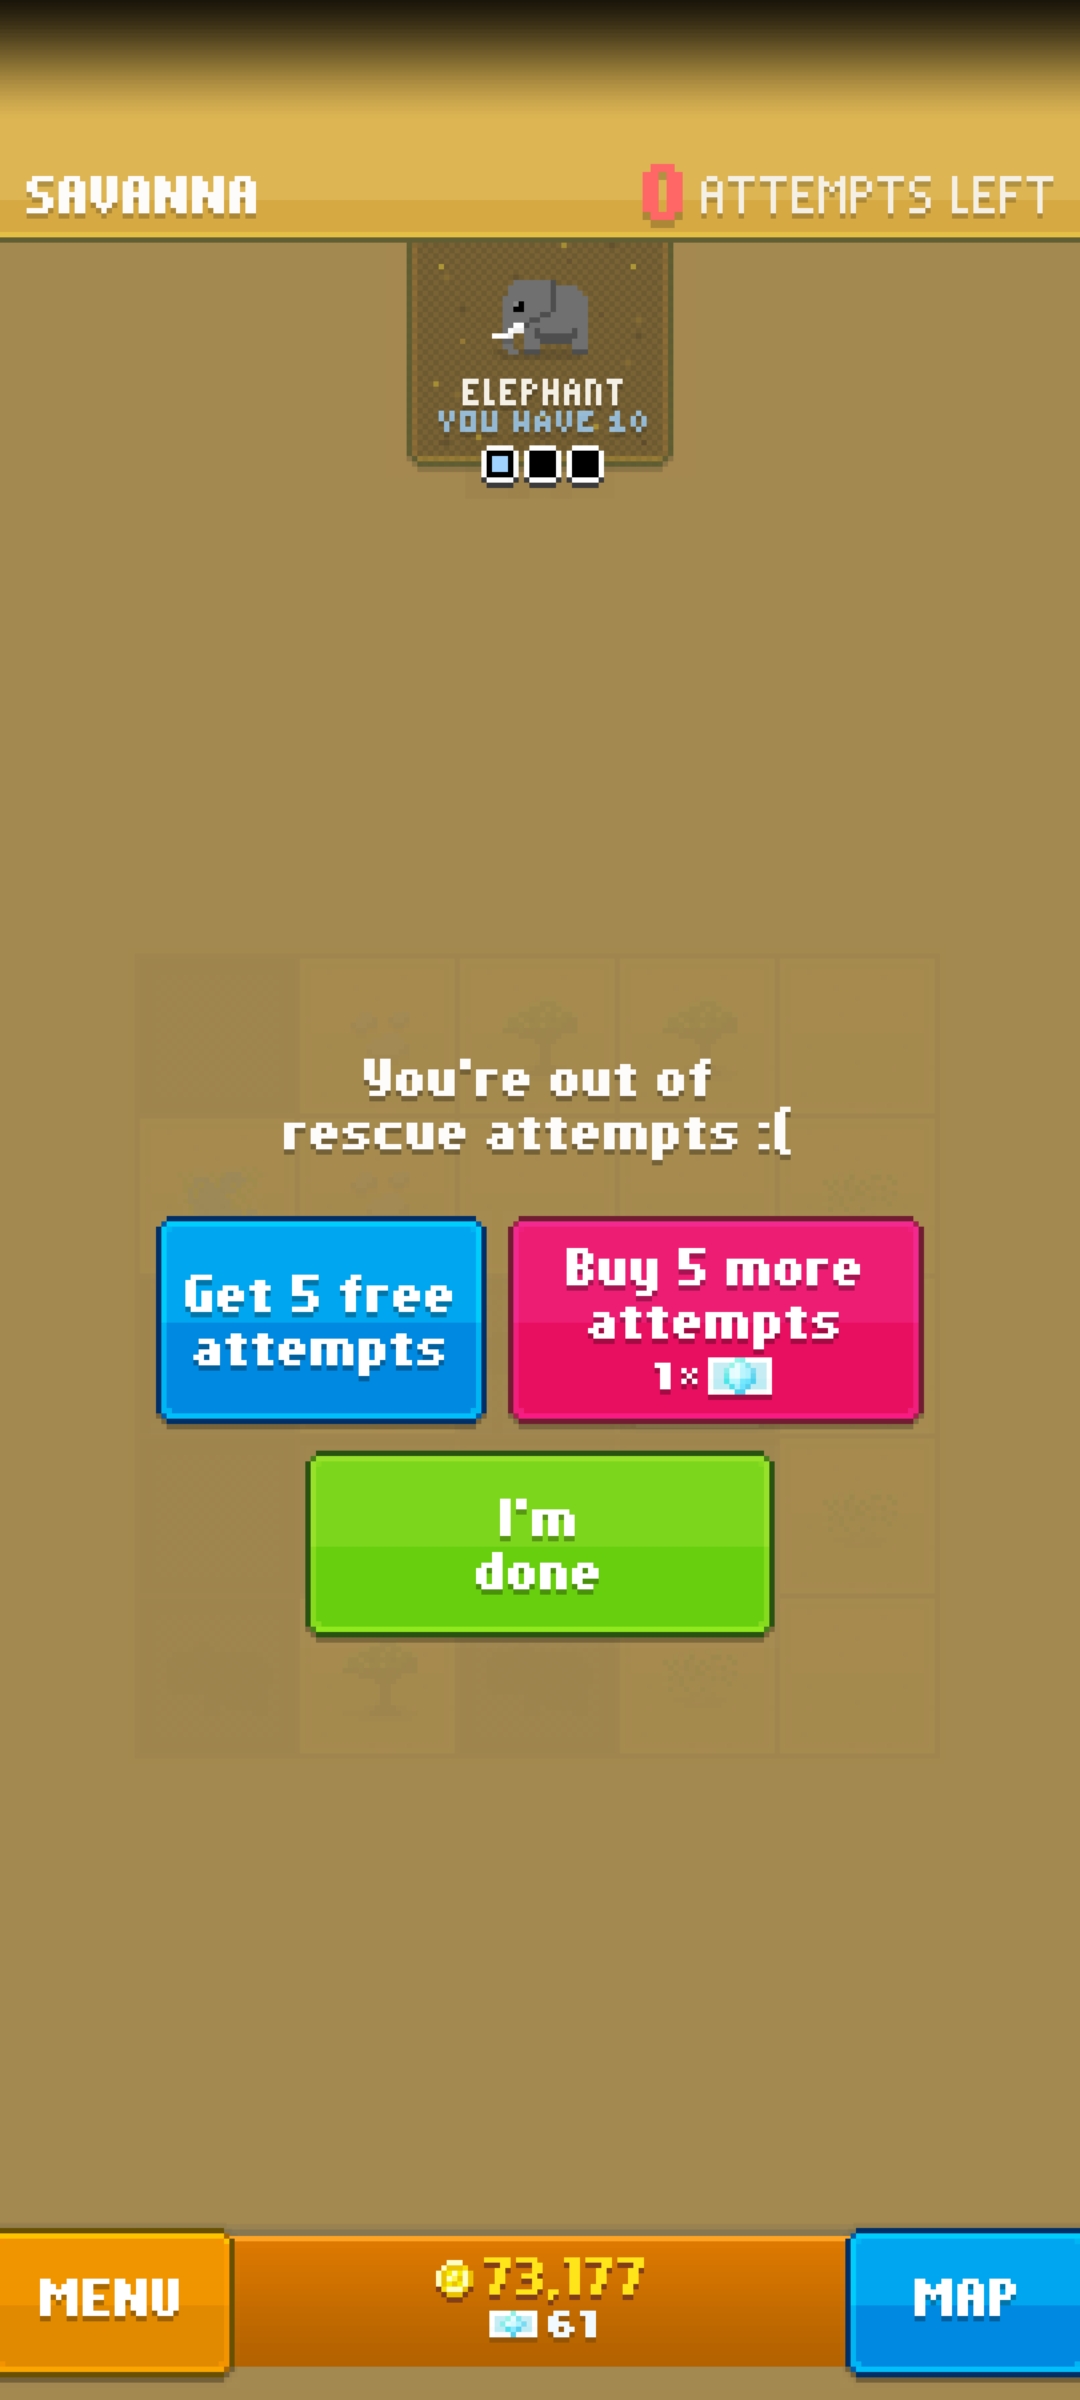 SAVANNA
0 ATTEMPTS LEFT
ELEPHANT
YOU HAVE 10
You're out of
rescue attempts :(
Get 5 free
attempts
Buy 5 more
attempts
1×
I'm
done
MENU
73,177
61
MAP